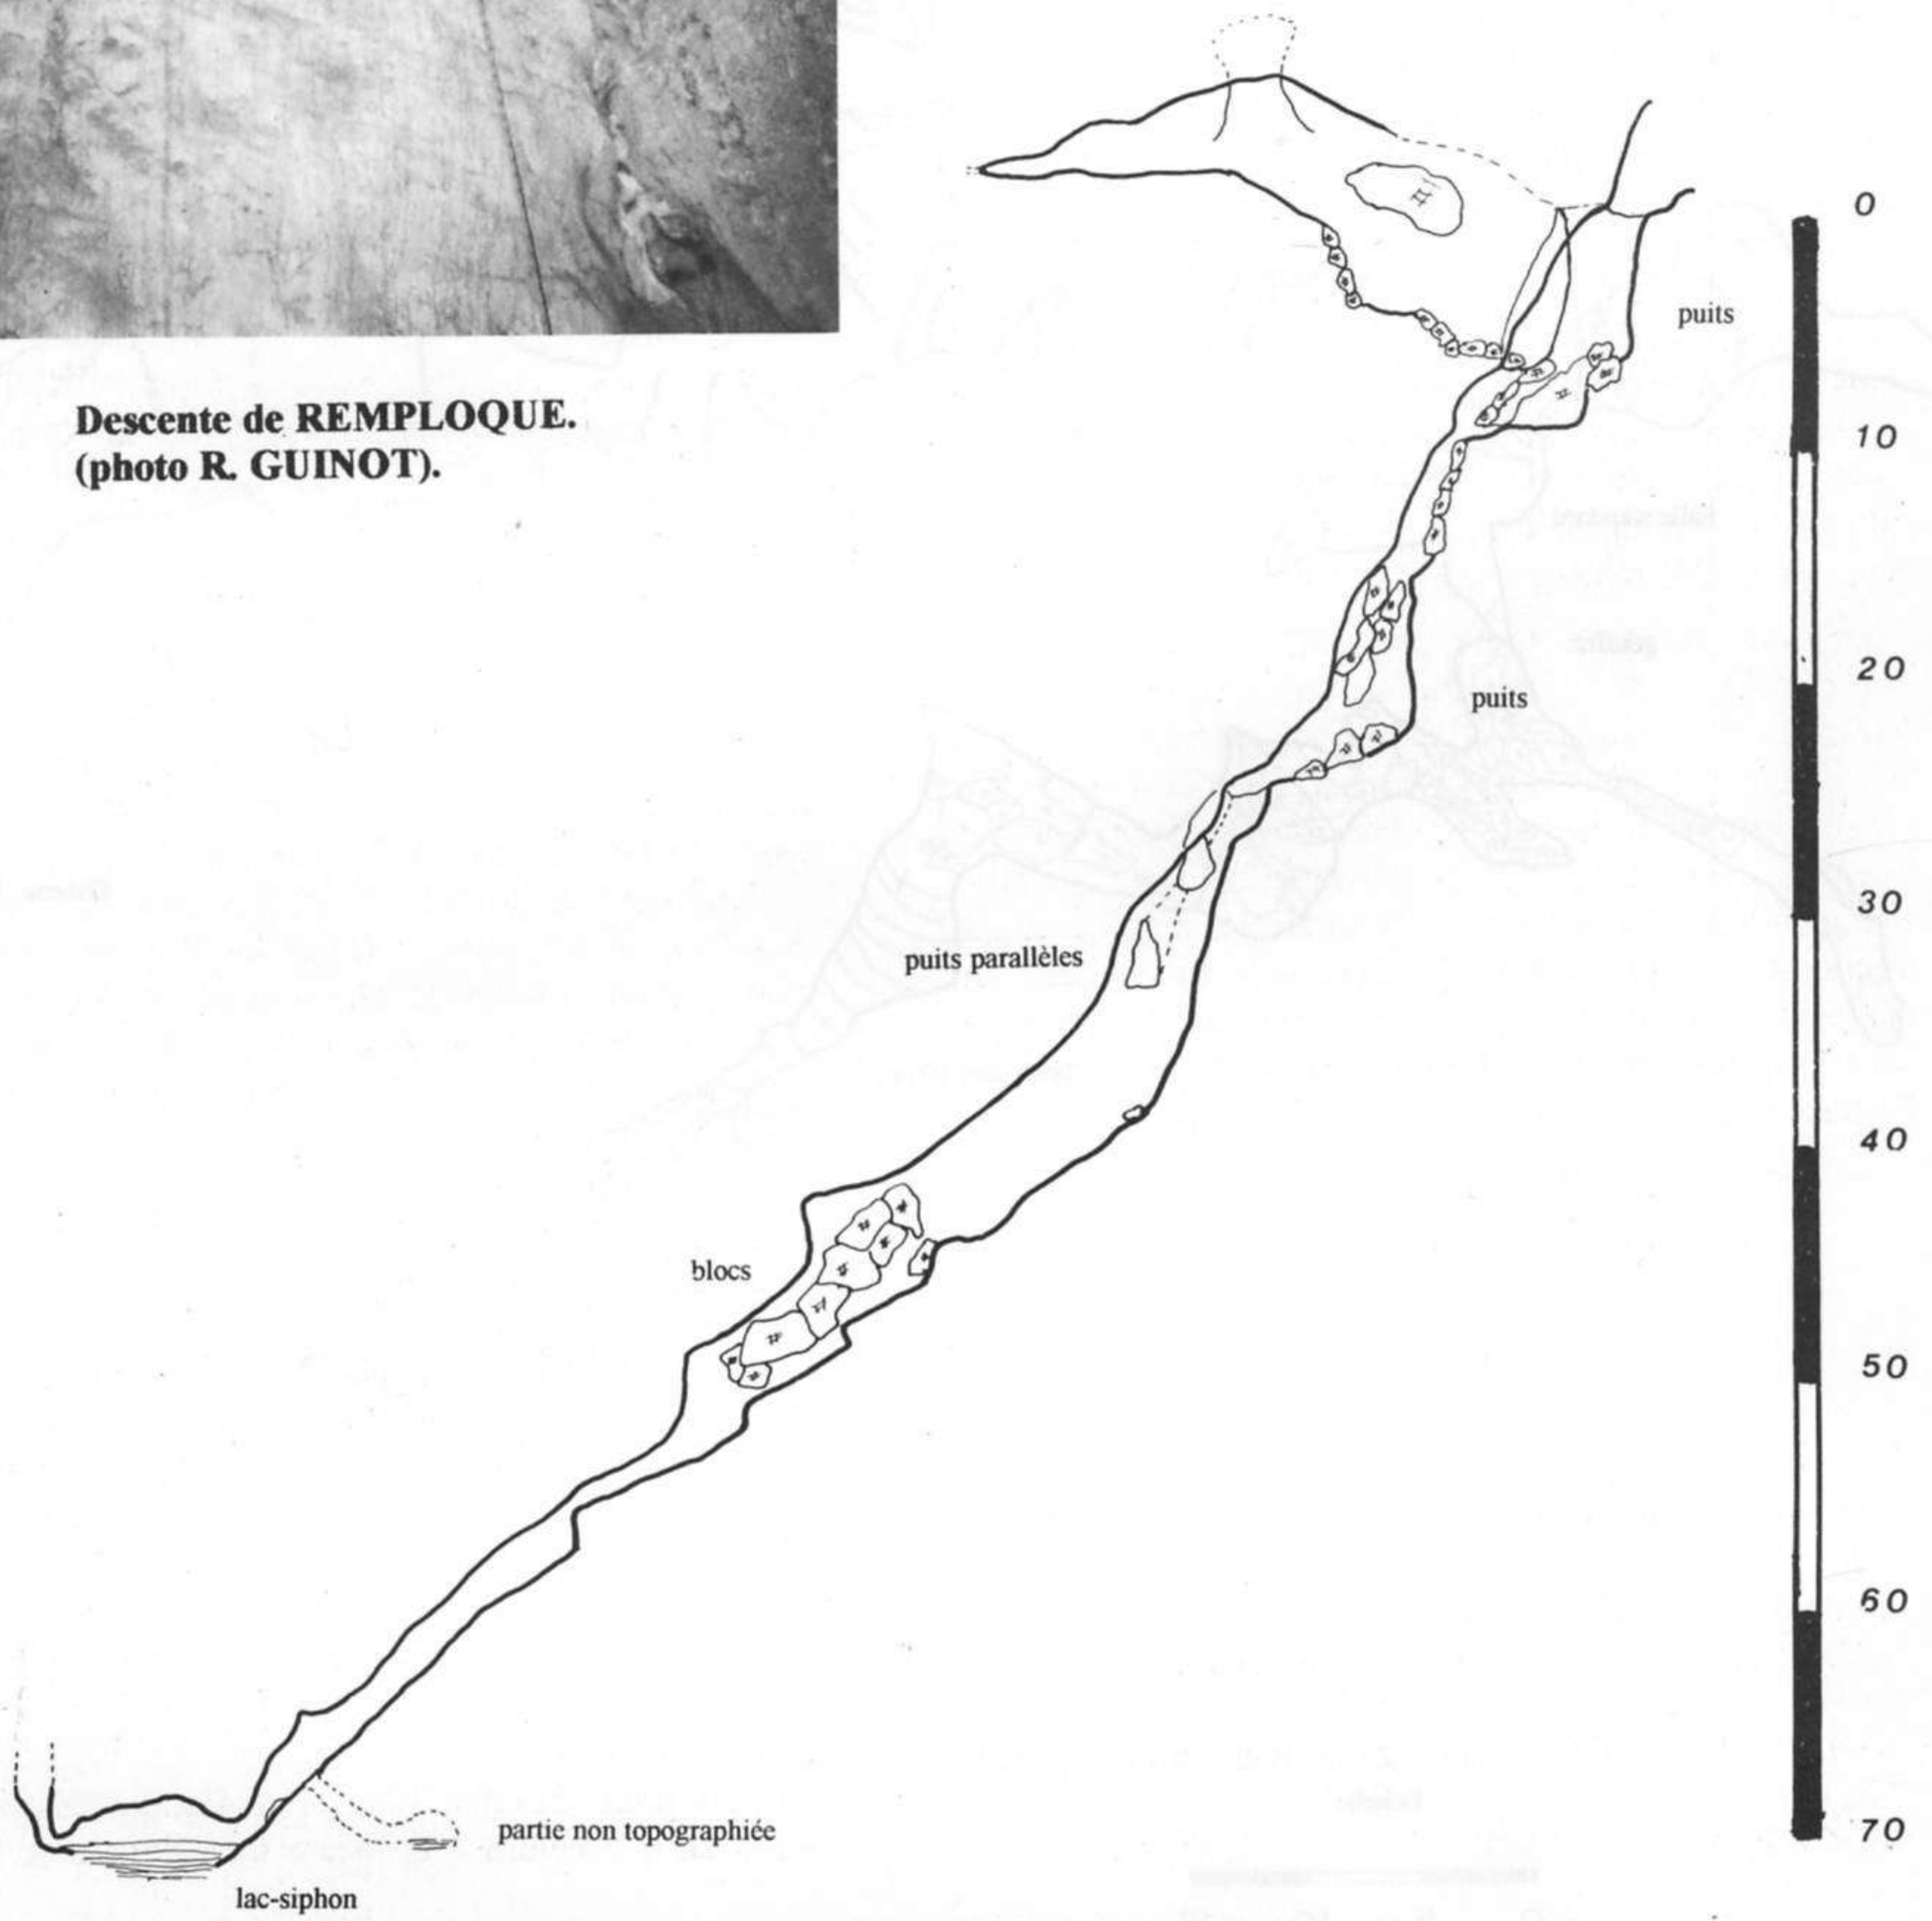 Descente de REMPLOQUE.
(photo R. GUINOT).
0
puits
10
20
puits
30
puits parallèles
40
blocs
50
60
partie non topographiée
70
lac-siphon